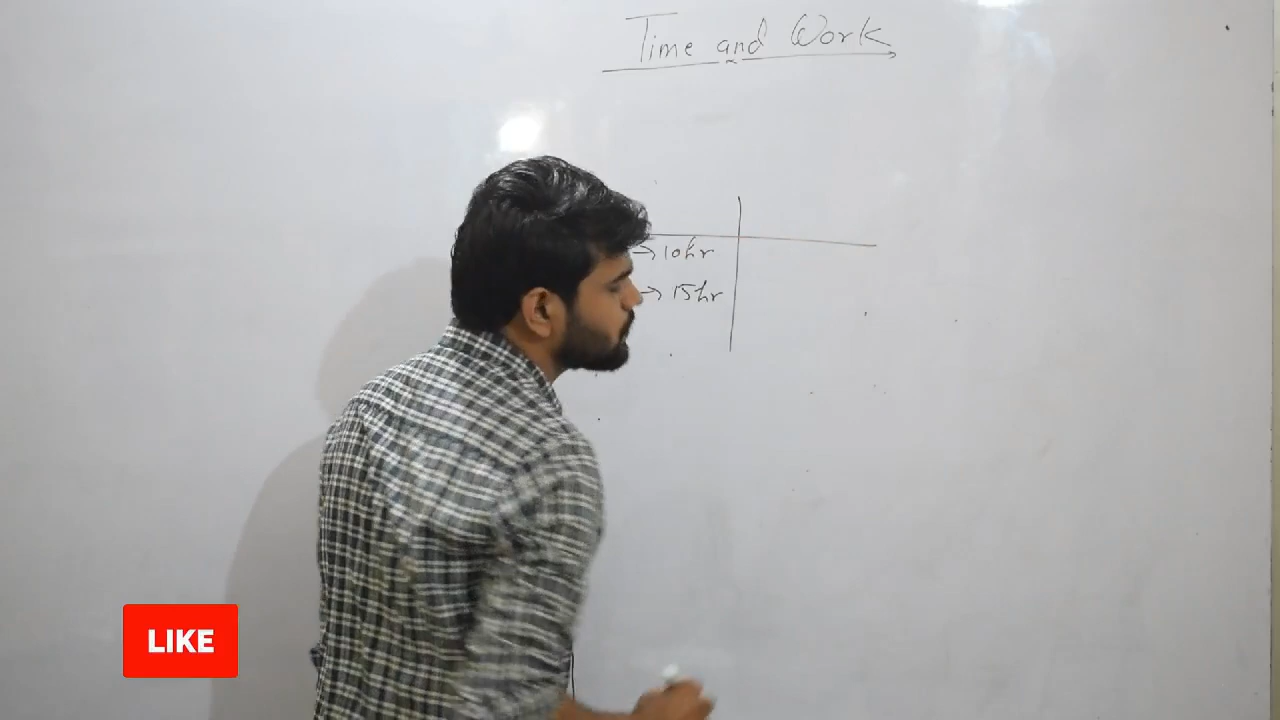 Time and Work
→ 10hr
→ 15hr
LIKE